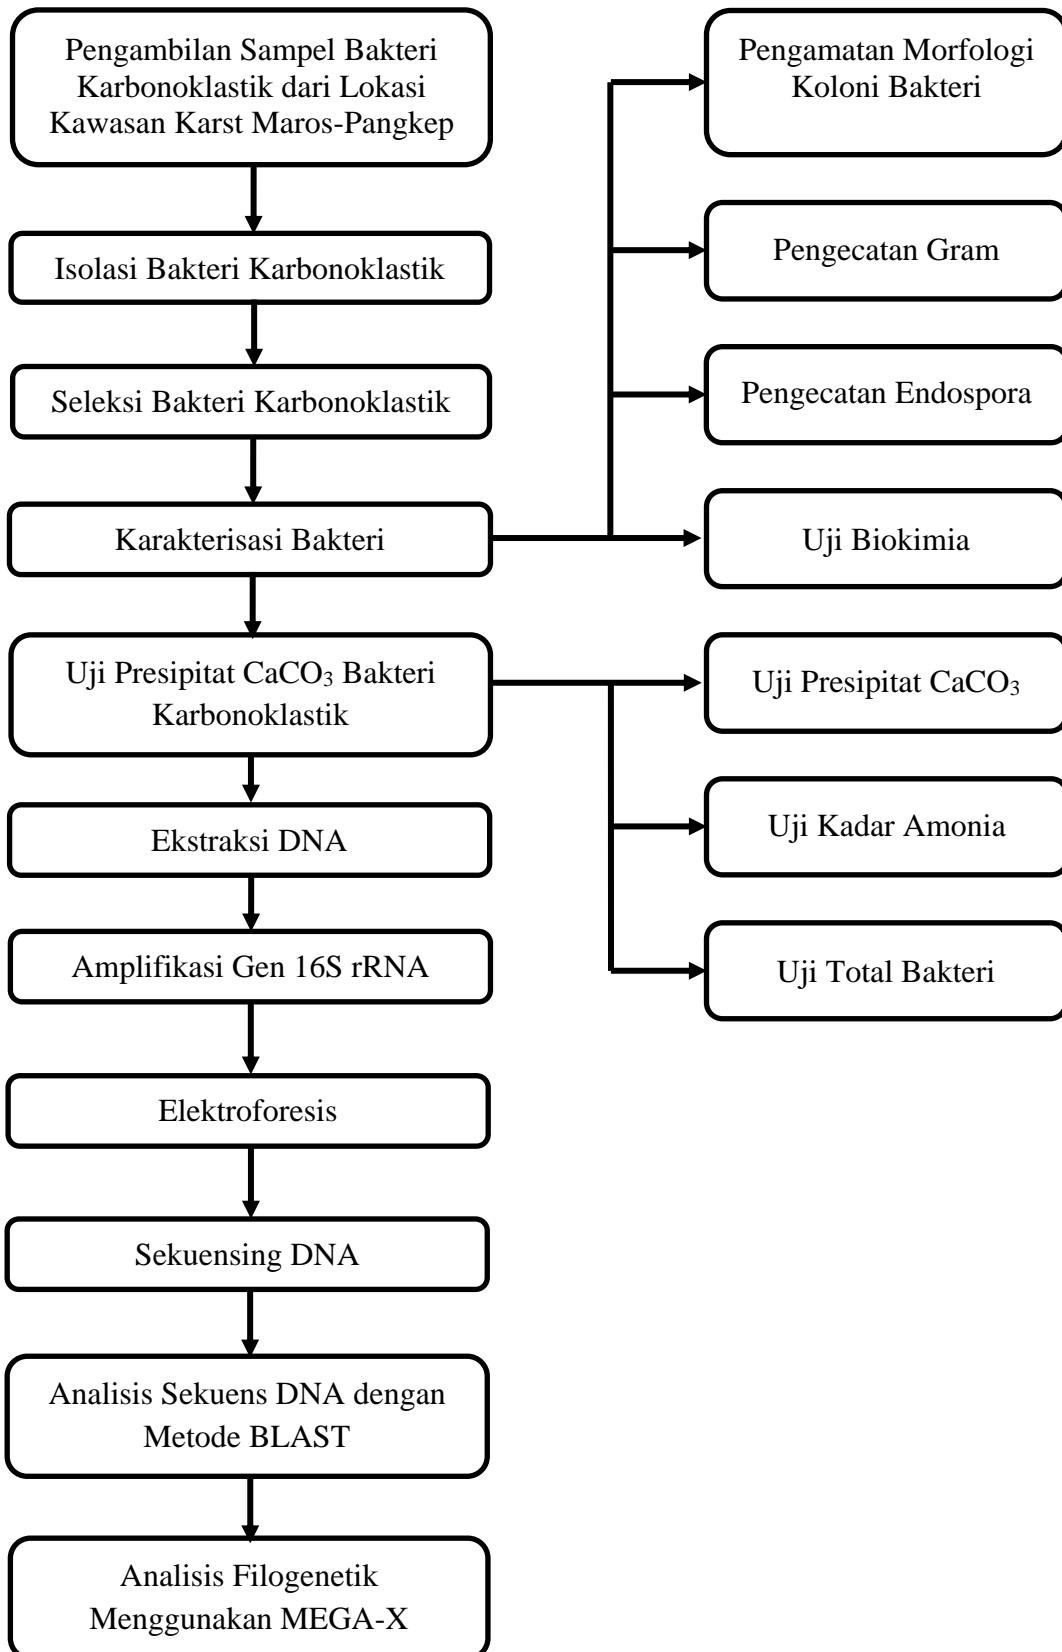 Pengambilan Sampel Bakteri
Karbonoklastik dari Lokasi
Kawasan Karst Maros-Pangkep
Isolasi Bakteri Karbonoklastik
Seleksi Bakteri Karbonoklastik
Karakterisasi Bakteri
Pengamatan Morfologi
Koloni Bakteri
Pengecatan Gram
Pengecatan Endospora
Uji Biokimia
Uji Presipitat CaCO₃ Bakteri
Karbonoklastik
Uji Presipitat CaCO₃
Uji Kadar Amonia
Uji Total Bakteri
Ekstraksi DNA
Amplifikasi Gen 16S rRNA
Elektroforesis
Sekuensing DNA
Analisis Sekuens DNA dengan
Metode BLAST
Analisis Filogenetik
Menggunakan MEGA-X